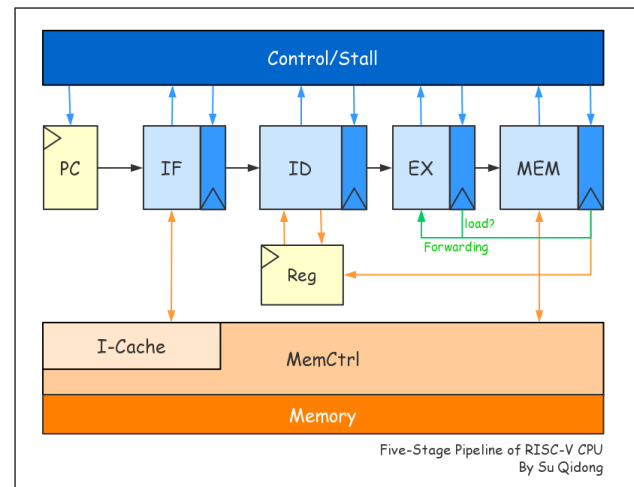 Control/Stall
PC
IF
ID
EX
MEM
load?
Forwarding
Reg
I-Cache
MemCtrl
Memory
Five-Stage Pipeline of RISC-V CPU
By Su Qidong